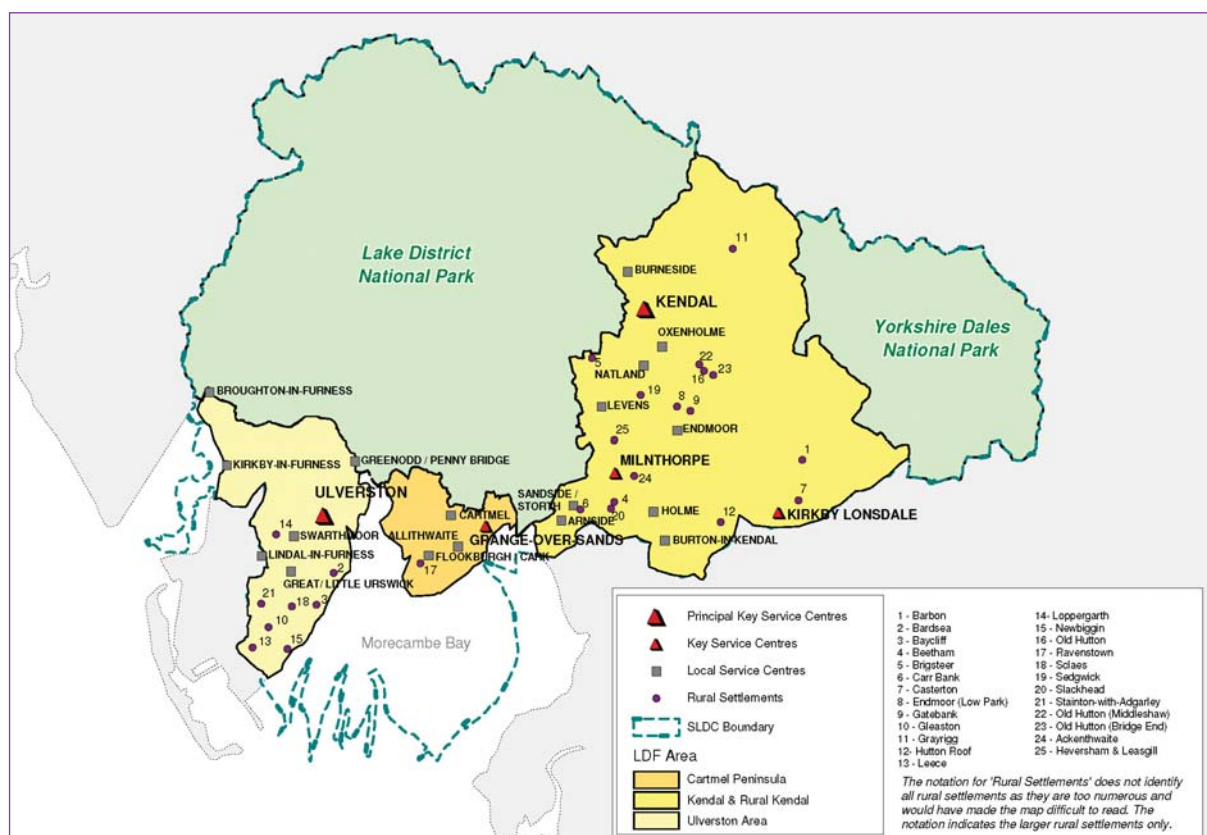 Lake District
National Park
Yorkshire Dales
National Park
11
BURNESIDE
KENDAL
OXENHOLME
5
NATLAND
22
16
23
BROUGHTON-IN-FURNESS
19
8
9
LEVENS
ENDMOOR
25
1
KIRKBY-IN-FURNESS
GREENODD / PENNY BRIDGE
MILNTHORPE
24
ULVERSTON
SANDSIDE /
STORTH
6
4
20
7
CARTMEL
ARNSIDE
HOLME
12
KIRKBY LONSDALE
14
SWARTHMOOR
ALLITHWAITE
GRANGE-OVER-SANDS
BURTON-IN-KENDAL
LINDAL-IN-FURNESS
FLOOKBURGH / CARK
17
2
GREAT/ LITTLE URSWICK
21
18
3
10
13
15
Morecambe Bay
Principal Key Service Centres
Key Service Centres
Local Service Centres
Rural Settlements
SLDC Boundary
LDF Area
Cartmel Peninsula
Kendal & Rural Kendal
Ulverston Area
1 - Barbon
2 - Bardsea
3 - Baycliff
4 - Beetham
5 - Brigsteer
6 - Carr Bank
7 - Casterton
8 - Endmoor (Low Park)
9 - Gatebank
10 - Gleaston
11 - Grayrigg
12- Hutton Roof
13 - Leece
14- Loppergarth
15 - Newbiggin
16 - Old Hutton
17 - Ravenstown
18 - Sclaes
19 - Sedgwick
20 - Slackhead
21 - Stainton-with-Adgarley
22 - Old Hutton (Middleshaw)
23 - Old Hutton (Bridge End)
24 - Ackenthwaite
25 - Heversham & Leasgill
The notation for 'Rural Settlements' does not identify
all rural settlements as they are too numerous and
would have made the map difficult to read. The
notation indicates the larger rural settlements only.